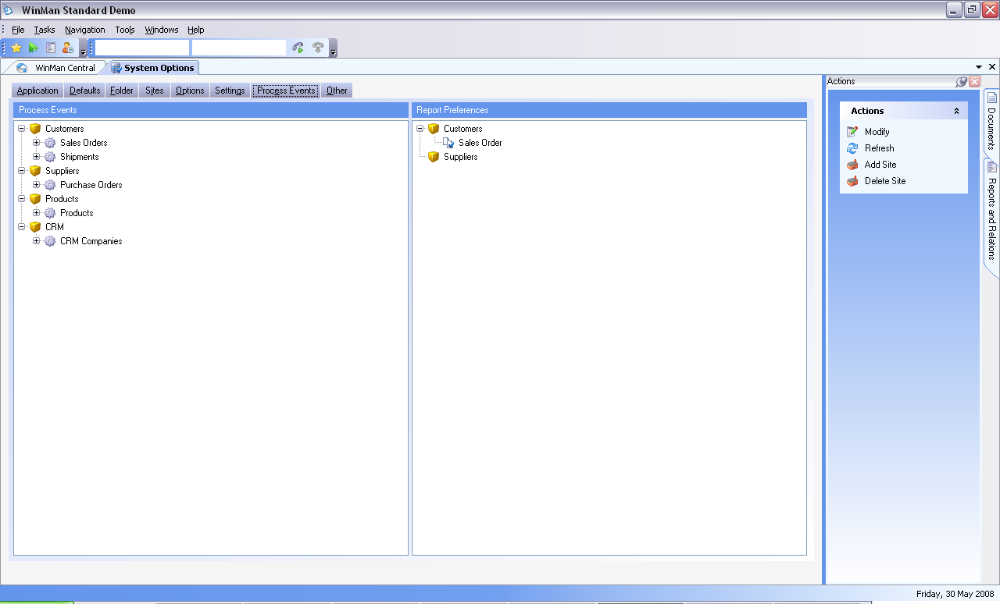 WinMan Standard Demo
File Tasks Navigation Tools Windows Help
WinMan Central System Options
Application Defaults Folder Sites Options Settings Process Events Other
Process Events
Customers
Sales Orders
Shipments
Suppliers
Purchase Orders
Products
Products
CRM
CRM Companies
Report Preferences
Customers
Sales Order
Suppliers
Actions
Actions
Modify
Refresh
Add Site
Delete Site
Documents
Reports and Relations
Friday, 30 May 2008